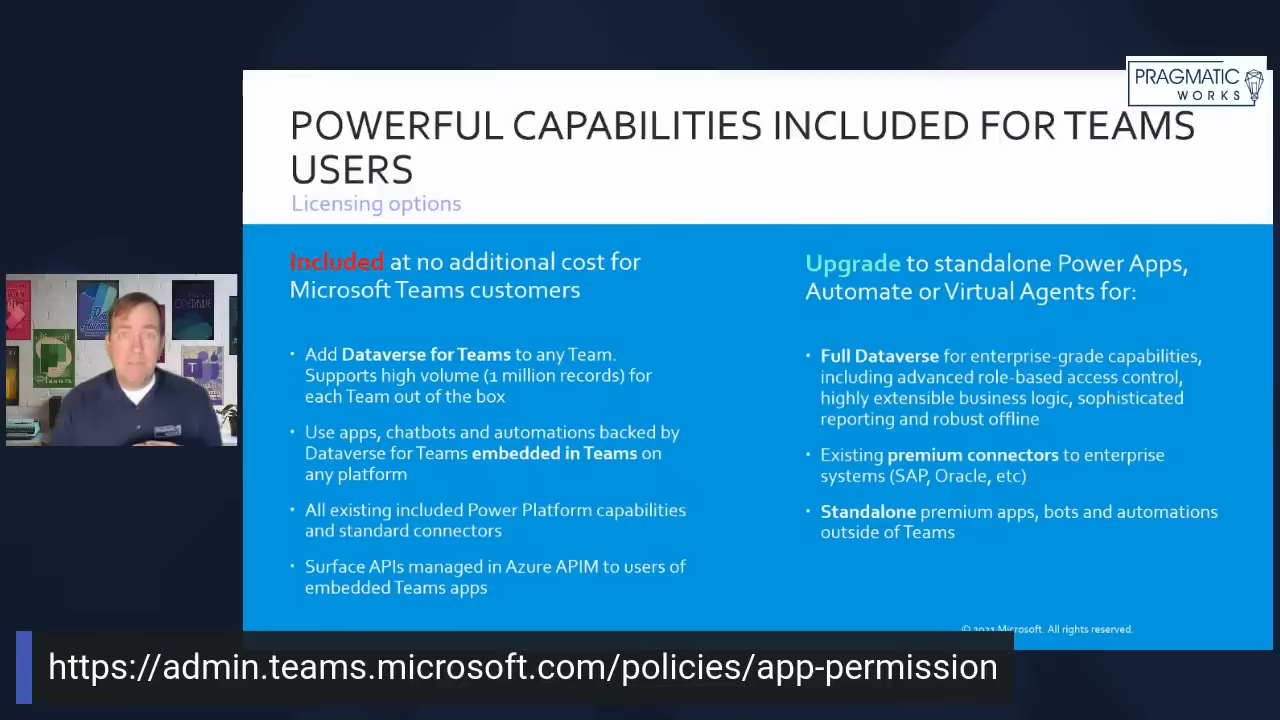 PRAGMATIC
WORKS
POWERFUL CAPABILITIES INCLUDED FOR TEAMS
USERS
Licensing options
Included at no additional cost for
Microsoft Teams customers
• Add Dataverse for Teams to any Team.
Supports high volume (1 million records) for
each Team out of the box
• Use apps, chatbots and automations backed by
Dataverse for Teams embedded in Teams on
any platform
• All existing included Power Platform capabilities
and standard connectors
• Surface APIs managed in Azure APIM to users of
embedded Teams apps
Upgrade to standalone Power Apps,
Automate or Virtual Agents for:
• Full Dataverse for enterprise-grade capabilities,
including advanced role-based access control,
highly extensible business logic, sophisticated
reporting and robust offline
• Existing premium connectors to enterprise
systems (SAP, Oracle, etc)
• Standalone premium apps, bots and automations
outside of Teams
© 2021 Microsoft. All rights reserved.
https://admin.teams.microsoft.com/policies/app-permission